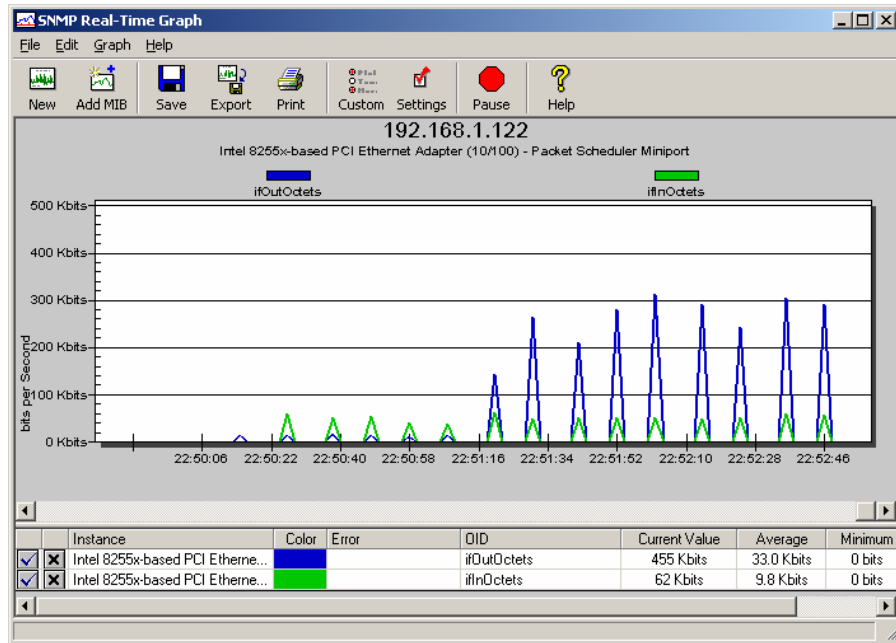 SNMP Real-Time Graph
File Edit Graph Help
New Add MIB Save Export Print Custom Settings Pause Help
192.168.1.122
Intel 8255x-based PCI Ethernet Adapter (10/100) - Packet Scheduler Miniport
ifOutOctets ifInOctets
500 Kbits
400 Kbits
300 Kbits
200 Kbits
100 Kbits
0 Kbits
bits per Second
22:50:06 22:50:22 22:50:40 22:50:58 22:51:16 22:51:34 22:51:52 22:52:10 22:52:28 22:52:46
Instance Color Error OID Current Value Average Minimum
Intel 8255x-based PCI Etherne... ifOutOctets 455 Kbits 33.0 Kbits 0 bits
Intel 8255x-based PCI Etherne... ifInOctets 62 Kbits 9.8 Kbits 0 bits